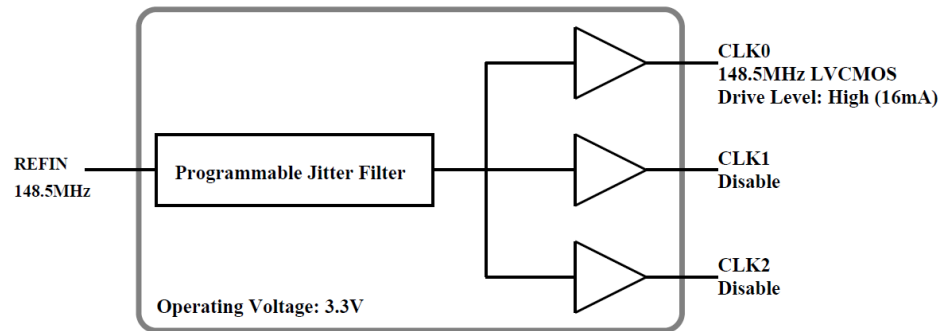 CLK0
148.5MHz LVCMOS
Drive Level: High (16mA)
REFIN
148.5MHz
Programmable Jitter Filter
CLK1
Disable
CLK2
Disable
Operating Voltage: 3.3V